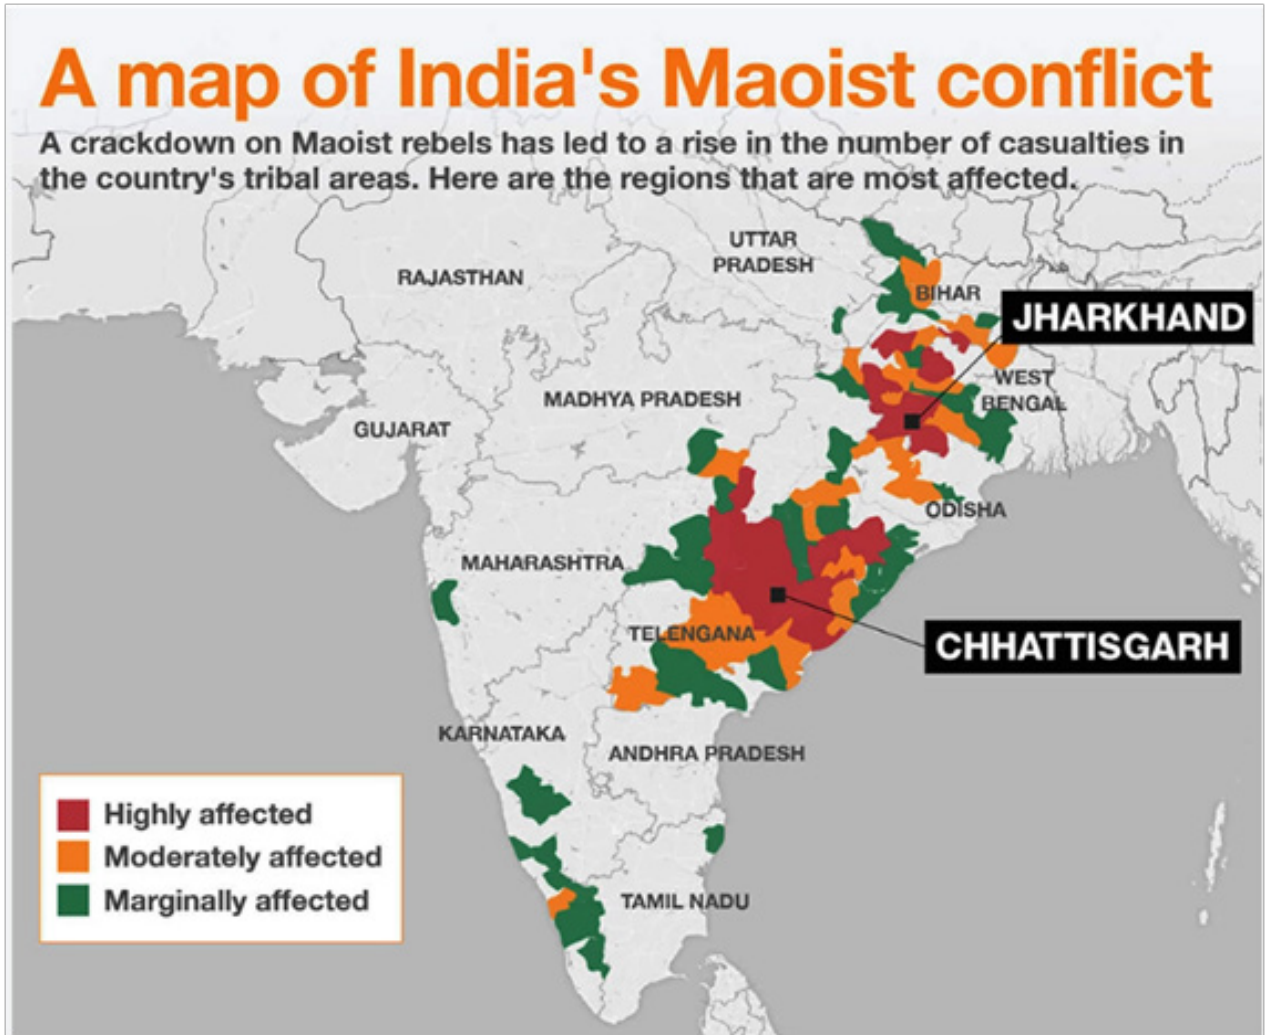 A map of India's Maoist conflict
A crackdown on Maoist rebels has led to a rise in the number of casualties in
the country's tribal areas. Here are the regions that are most affected.
UTTAR
PRADESH
RAJASTHAN
BIHAR
JHARKHAND
WEST
BENGAL
MADHYA PRADESH
GUJARAT
ODISHA
MAHARASHTRA
TELENGANA
CHHATTISGARH
KARNATAKA
ANDHRA PRADESH
Highly affected
Moderately affected
Marginally affected
TAMIL NADU